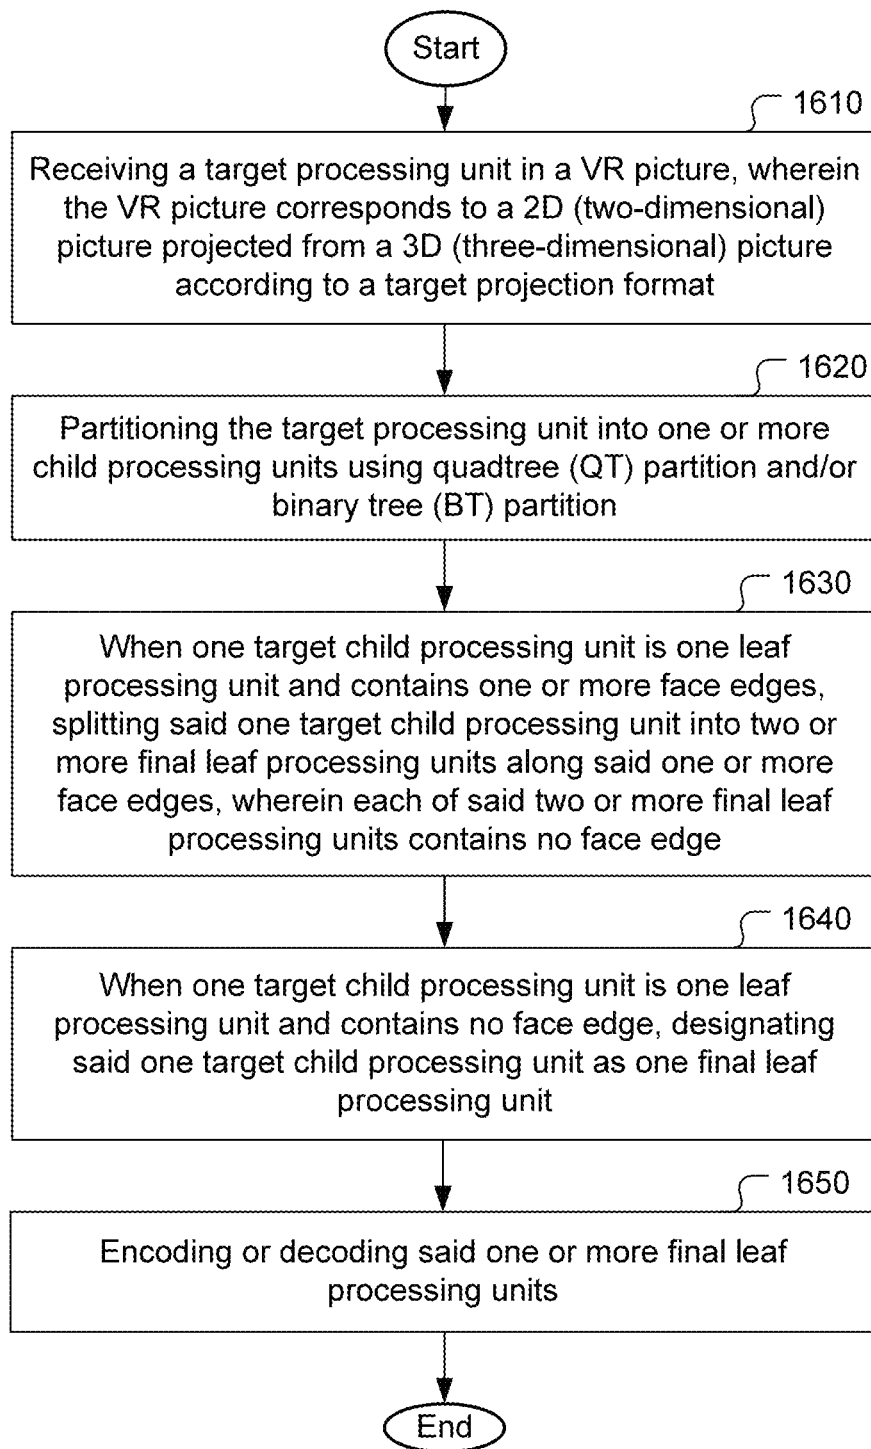 Start
1610
Receiving a target processing unit in a VR picture, wherein
the VR picture corresponds to a 2D (two-dimensional)
picture projected from a 3D (three-dimensional) picture
according to a target projection format
1620
Partitioning the target processing unit into one or more
child processing units using quadtree (QT) partition and/or
binary tree (BT) partition
1630
When one target child processing unit is one leaf
processing unit and contains one or more face edges,
splitting said one target child processing unit into two or
more final leaf processing units along said one or more
face edges, wherein each of said two or more final leaf
processing units contains no face edge
1640
When one target child processing unit is one leaf
processing unit and contains no face edge, designating
said one target child processing unit as one final leaf
processing unit
1650
Encoding or decoding said one or more final leaf
processing units
End